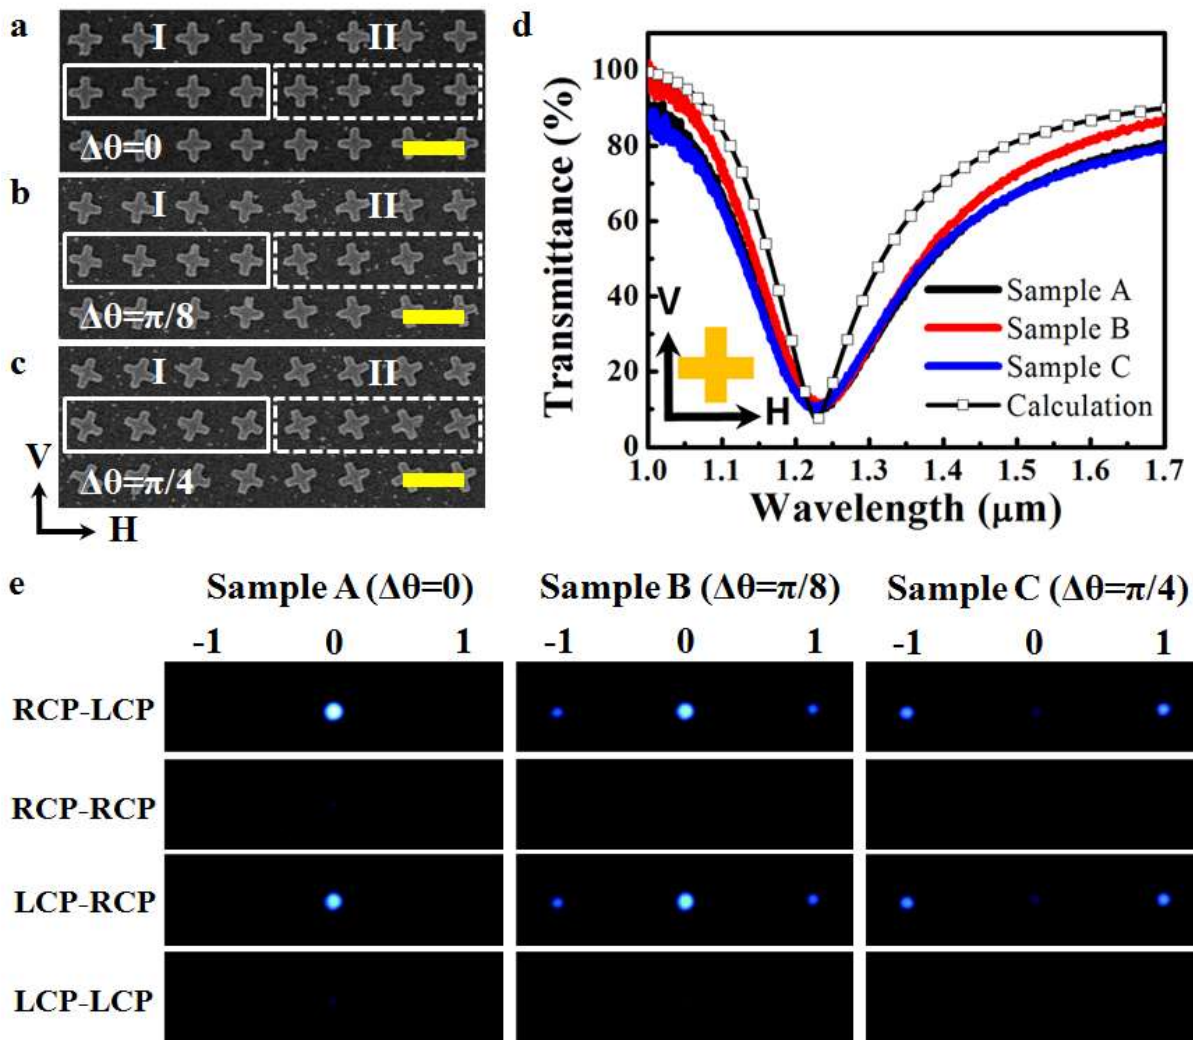 a
I II
Δθ=0
b
I II
Δθ=π/8
c
I II
Δθ=π/4
V
H
d
Transmittance (%)
100
80
60
40
20
0
1.0 1.1 1.2 1.3 1.4 1.5 1.6 1.7
Wavelength (μm)
V
H
Sample A
Sample B
Sample C
Calculation
e
Sample A (Δθ=0) Sample B (Δθ=π/8) Sample C (Δθ=π/4)
-1 0 1 -1 0 1 -1 0 1
RCP-LCP
RCP-RCP
LCP-RCP
LCP-LCP